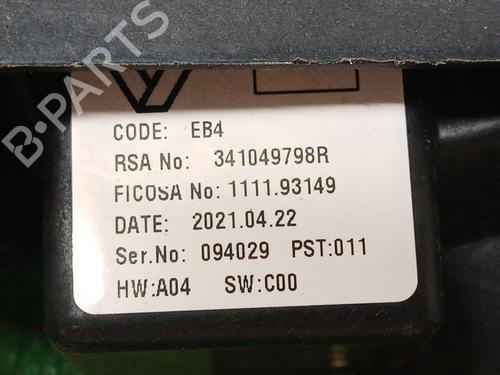 CODE: EB4
RSA No: 341049798R
FICOSA No: 1111.93149
DATE: 2021.04.22
Ser.No: 094029 PST:011
HW:A04 SW:C00